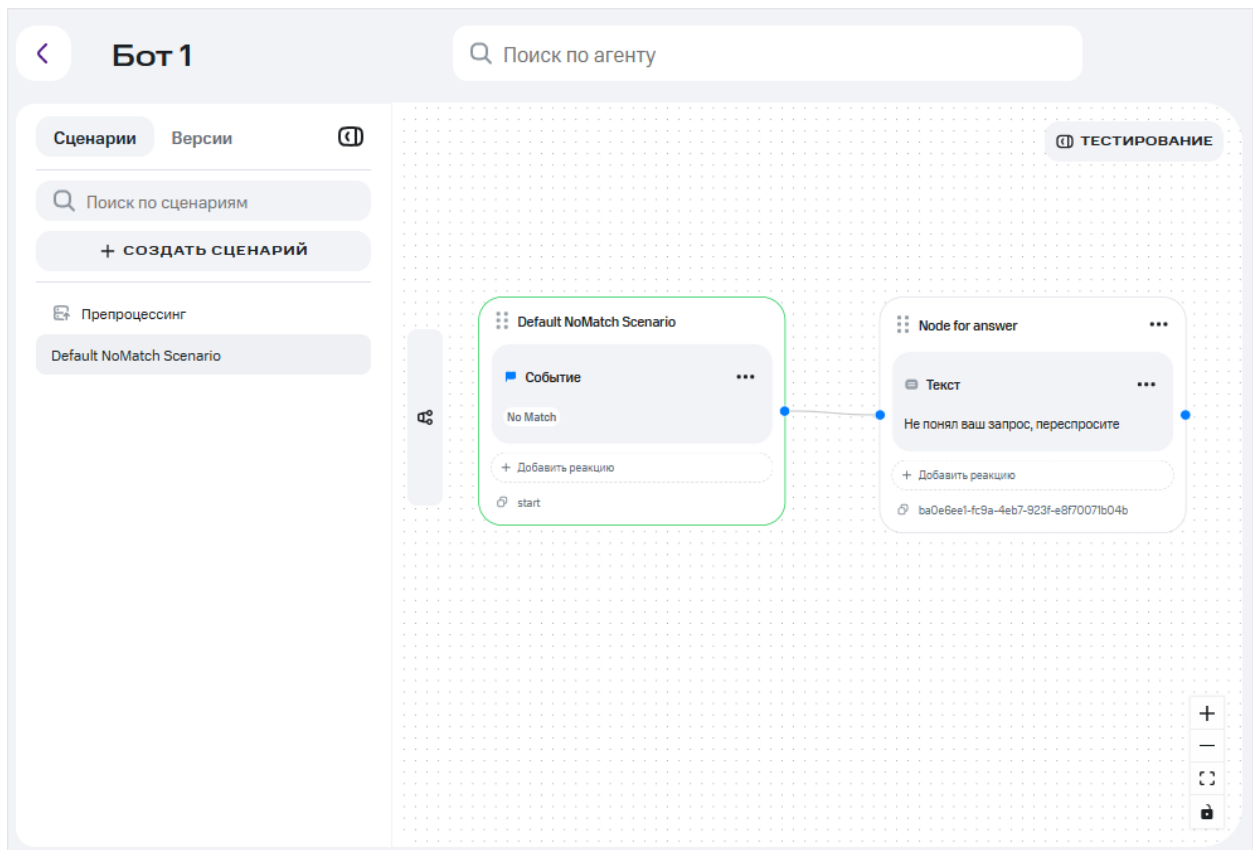 Бот 1
Поиск по агенту
Сценарии
Версии
ТЕСТИРОВАНИЕ
Поиск по сценариям
+ СОЗДАТЬ СЦЕНАРИЙ
Препроцессинг
Default NoMatch Scenario
Default NoMatch Scenario
Событие
No Match
+ Добавить реакцию
start
Node for answer
Текст
Не понял ваш запрос, переспросите
+ Добавить реакцию
ba0e6ee1-fc9a-4eb7-923f-e8f70071b04b